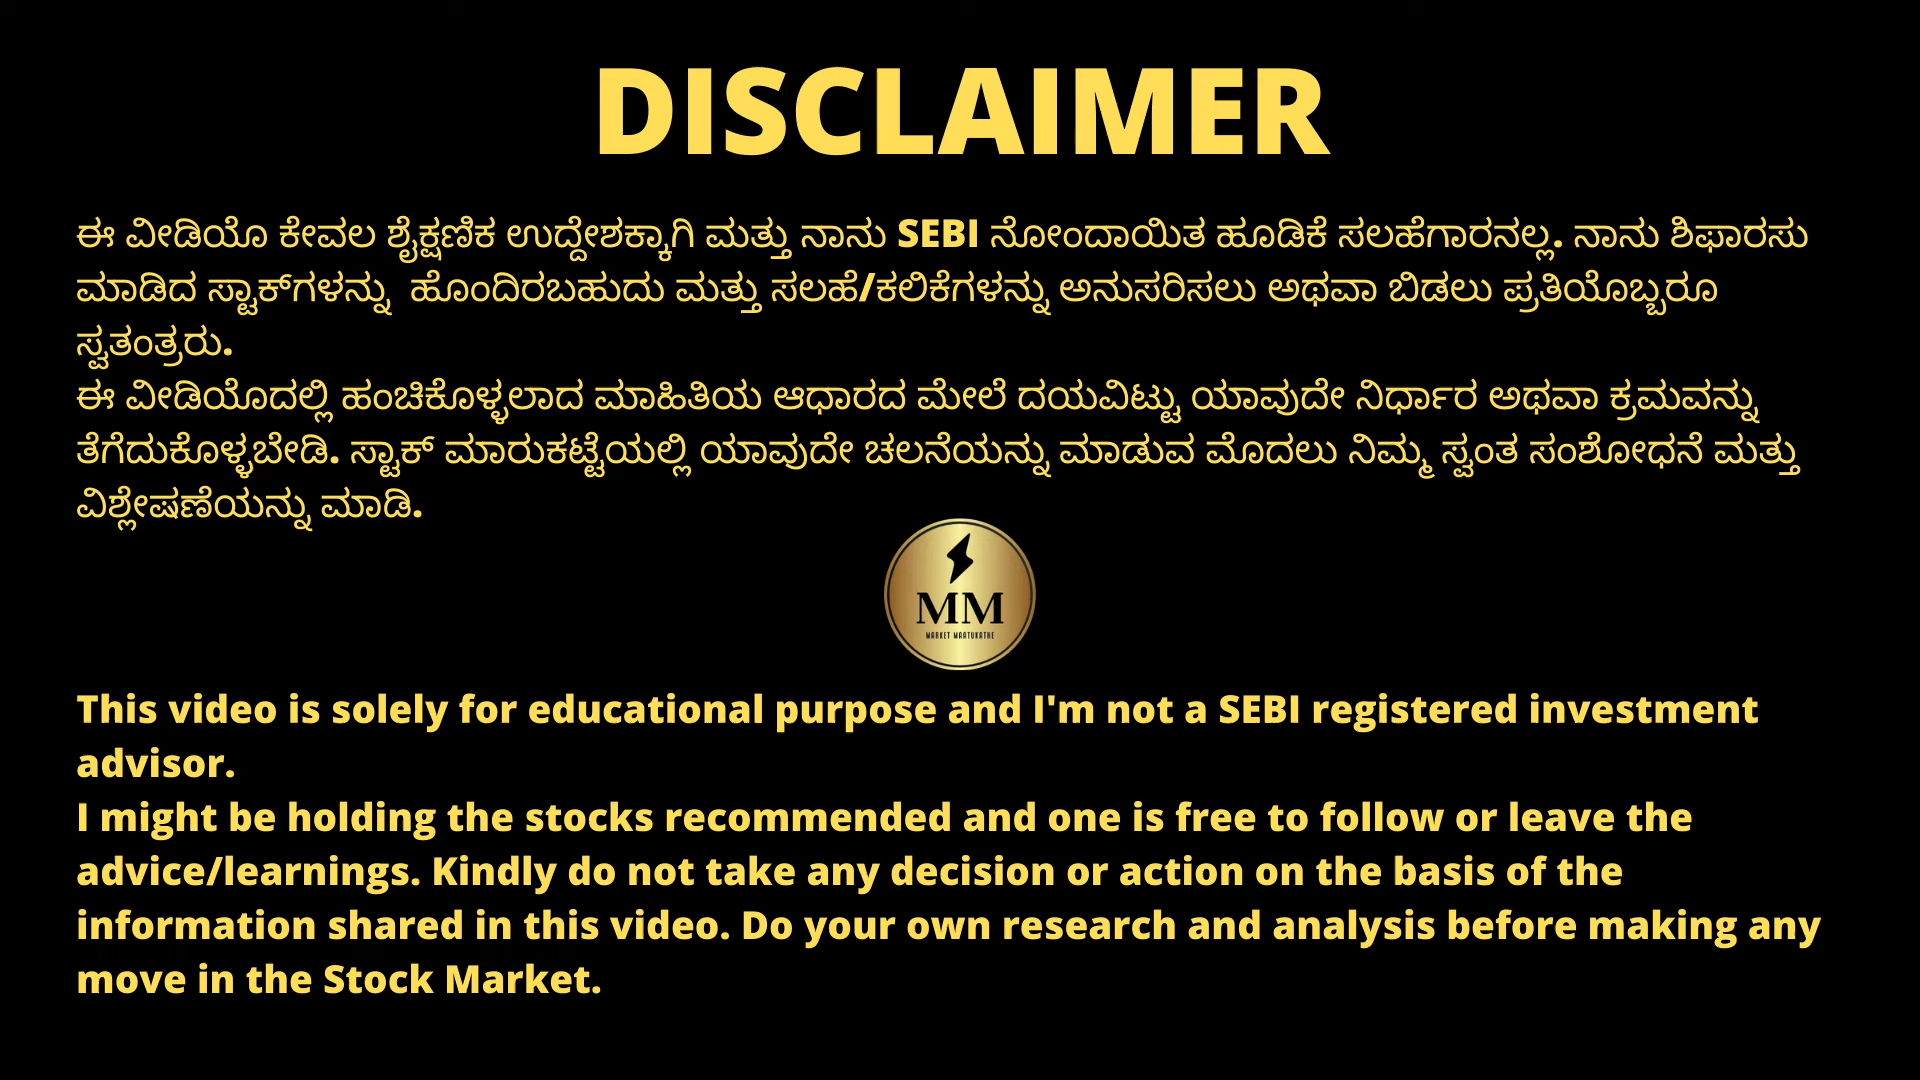 DISCLAIMER
ಈ ವೀಡಿಯೊ ಕೇವಲ ಶೈಕ್ಷಣಿಕ ಉದ್ದೇಶಕ್ಕಾಗಿ ಮತ್ತು ನಾನು SEBI ನೋಂದಾಯಿತ ಹೂಡಿಕೆ ಸಲಹೆಗಾರನಲ್ಲ. ನಾನು ಶಿಫಾರಸು
ಮಾಡಿದ ಸ್ಟಾಕ್‌ಗಳನ್ನು ಹೊಂದಿರಬಹುದು ಮತ್ತು ಸಲಹೆ/ಕಲಿಕೆಗಳನ್ನು ಅನುಸರಿಸಲು ಅಥವಾ ಬಿಡಲು ಪ್ರತಿಯೊಬ್ಬರೂ
ಸ್ವತಂತ್ರರು.
ಈ ವೀಡಿಯೊದಲ್ಲಿ ಹಂಚಿಕೊಳ್ಳಲಾದ ಮಾಹಿತಿಯ ಆಧಾರದ ಮೇಲೆ ದಯವಿಟ್ಟು ಯಾವುದೇ ನಿರ್ಧಾರ ಅಥವಾ ಕ್ರಮವನ್ನು
ತೆಗೆದುಕೊಳ್ಳಬೇಡಿ. ಸ್ಟಾಕ್ ಮಾರುಕಟ್ಟೆಯಲ್ಲಿ ಯಾವುದೇ ಚಲನೆಯನ್ನು ಮಾಡುವ ಮೊದಲು ನಿಮ್ಮ ಸ್ವಂತ ಸಂಶೋಧನೆ ಮತ್ತು
ವಿಶ್ಲೇಷಣೆಯನ್ನು ಮಾಡಿ.
MM
MARKET MAATUKATHE
This video is solely for educational purpose and I'm not a SEBI registered investment
advisor.
I might be holding the stocks recommended and one is free to follow or leave the
advice/learnings. Kindly do not take any decision or action on the basis of the
information shared in this video. Do your own research and analysis before making any
move in the Stock Market.